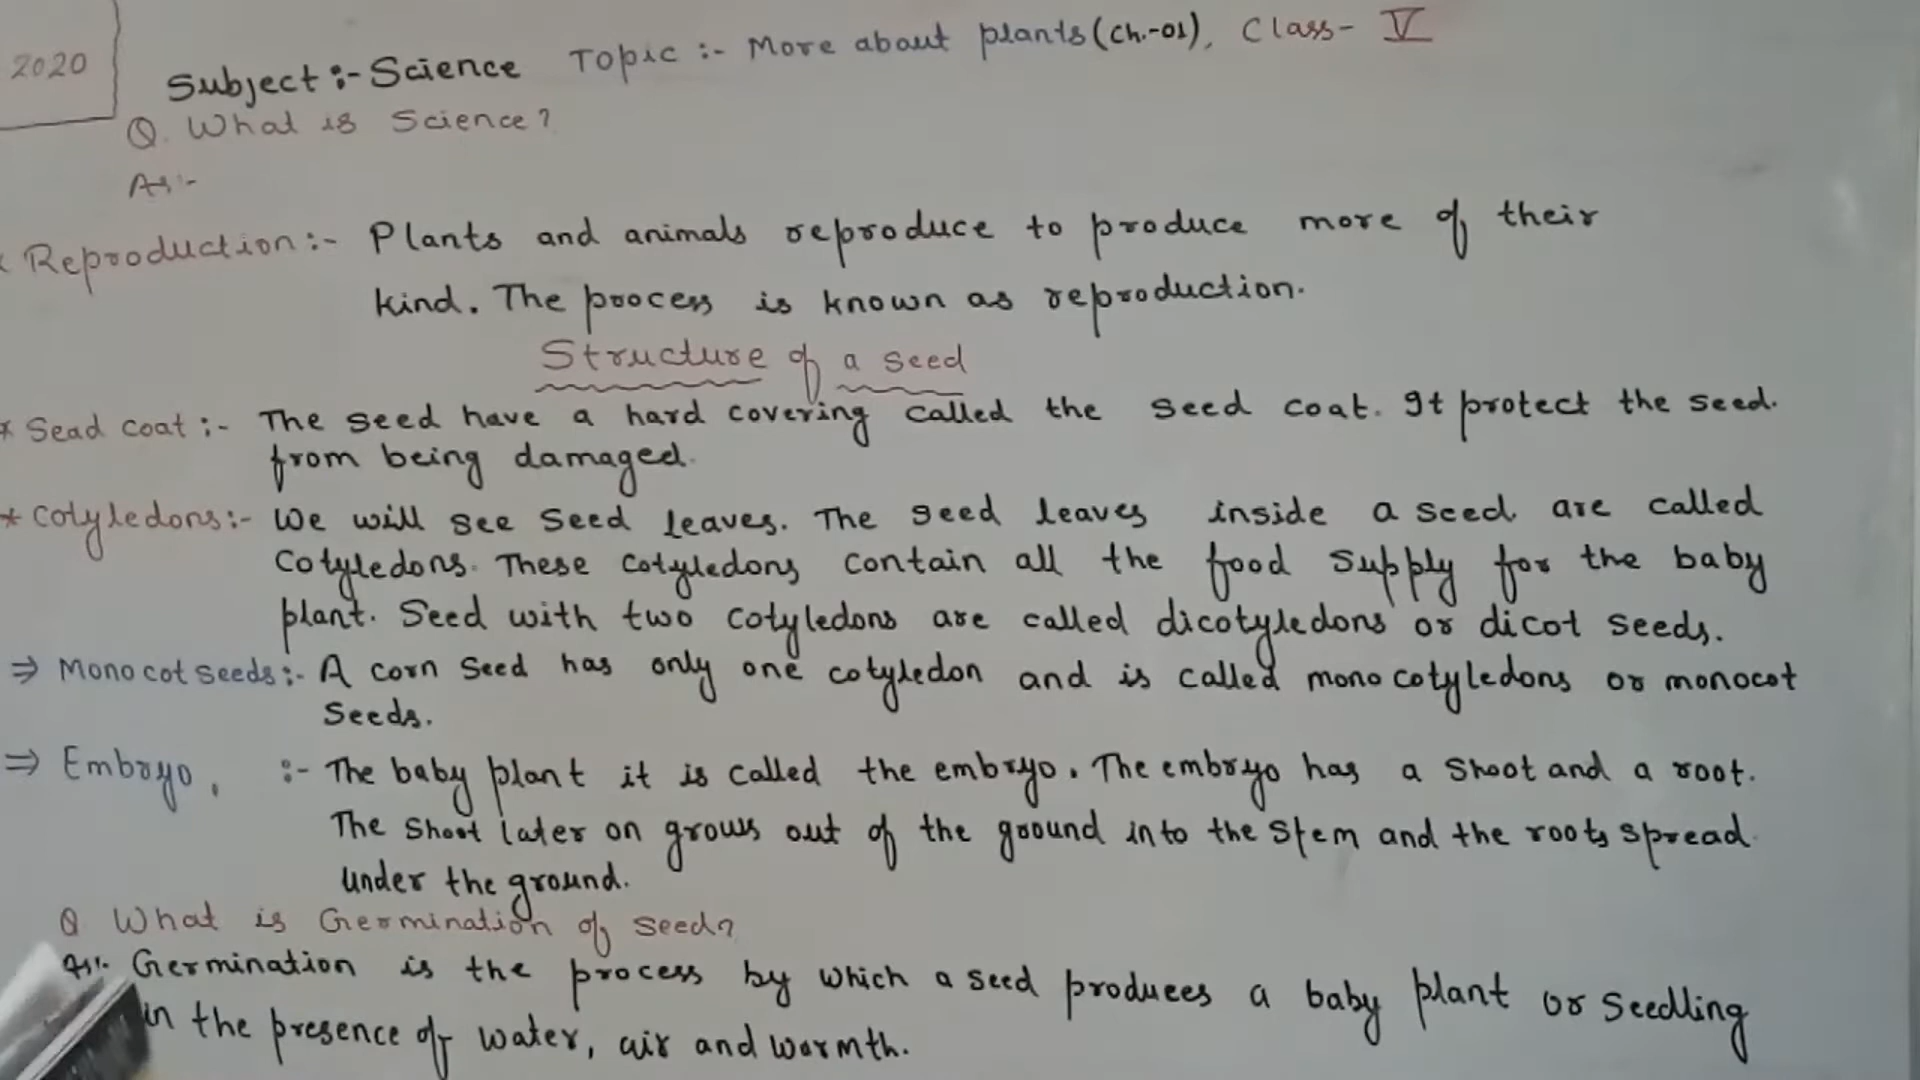 2020
Subject :- Science Topic :- More about plants (Ch.-01), Class - V
Q. What is Science?
As:-
Reproduction :- Plants and animals reproduce to produce more of their
kind. The process is known as reproduction.
Structure of a seed
* Sead coat :- The seed have a hard covering called the seed coat. It protect the seed.
from being damaged.
* Cotyledons :- We will see seed leaves. The seed leaves inside a seed are called
Cotyledons. These cotyledons contain all the food supply for the baby
plant. Seed with two cotyledons are called dicotyledons or dicot seeds.
⇒ Monocot seeds :- A corn seed has only one cotyledon and is called monocotyledons or monocot
seeds.
⇒ Embryo, :- The baby plant it is called the embryo. The embryo has a shoot and a root.
The shoot later on grows out of the ground into the stem and the roots spread
under the ground.
Q What is Germination of seed?
As:- Germination is the process by which a seed produces a baby plant or seedling
in the presence of water, air and warmth.